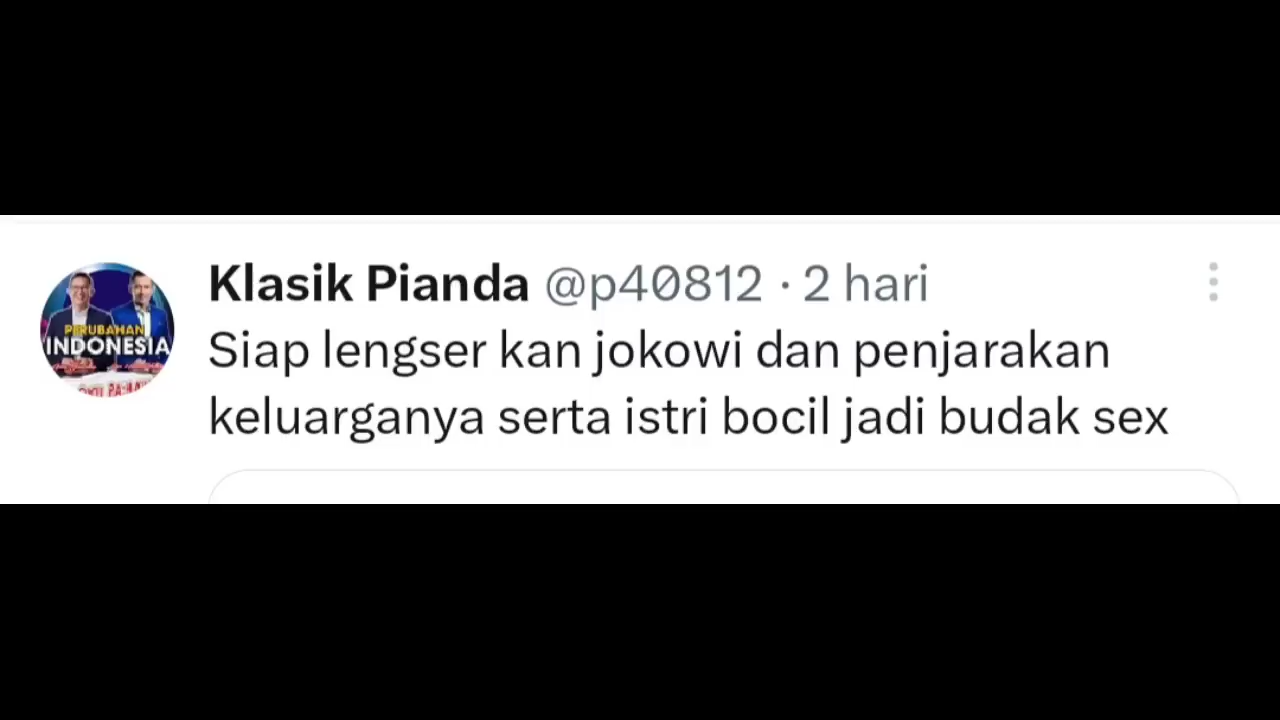 Klasik Pianda @p40812 · 2 hari
Siap lengser kan jokowi dan penjarakan
keluarganya serta istri bocil jadi budak sex
PERUBAHAN
INDONESIA